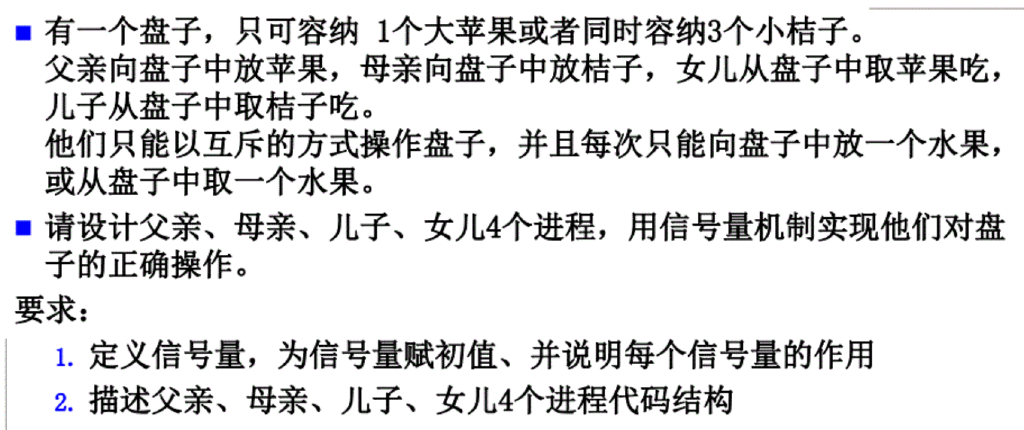 有一个盘子，只可容纳 1个大苹果或者同时容纳3个小桔子。
父亲向盘子中放苹果，母亲向盘子中放桔子，女儿从盘子中取苹果吃，
儿子从盘子中取桔子吃。
他们只能以互斥的方式操作盘子，并且每次只能向盘子中放一个水果，
或从盘子中取一个水果。
请设计父亲、母亲、儿子、女儿4个进程，用信号量机制实现他们对盘
子的正确操作。
要求：
1. 定义信号量，为信号量赋初值、并说明每个信号量的作用
2. 描述父亲、母亲、儿子、女儿4个进程代码结构